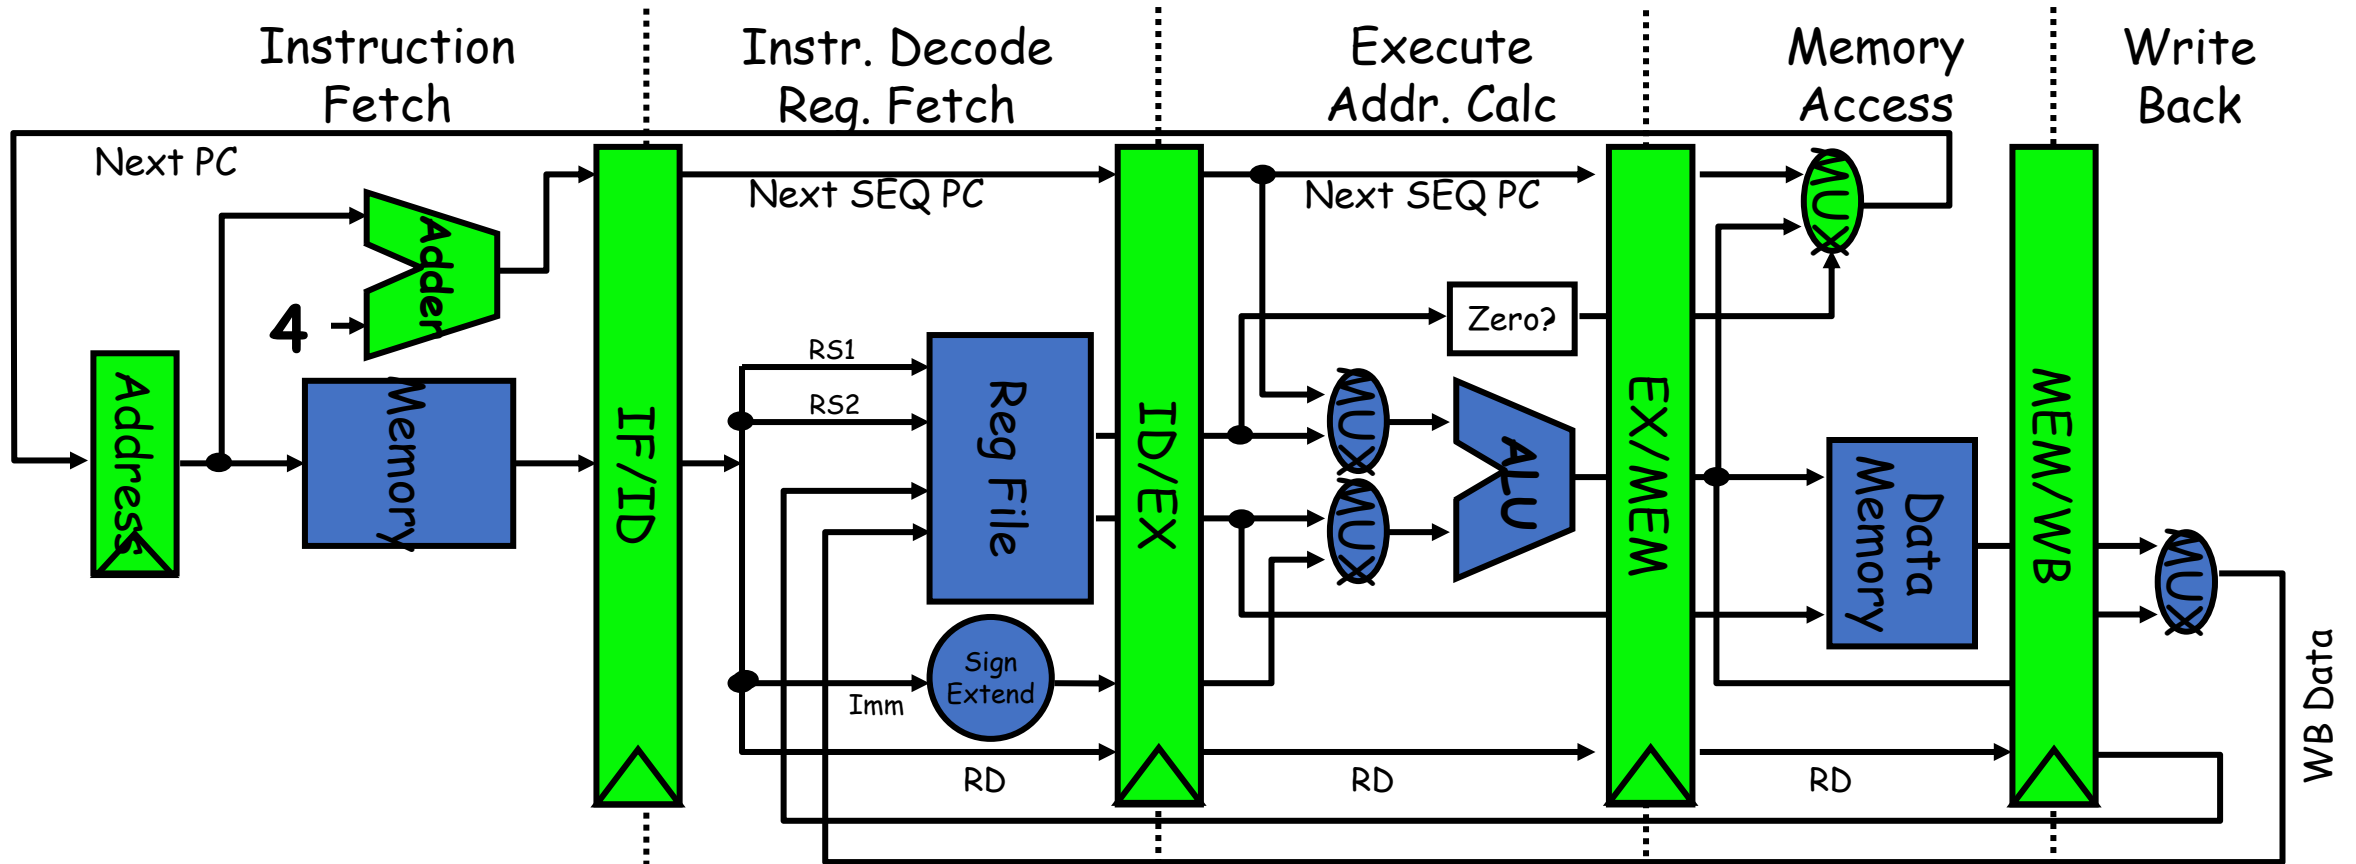 Instruction
Fetch
Instr. Decode
Reg. Fetch
Execute
Addr. Calc
Memory
Access
Write
Back
Next PC
Next SEQ PC
Next SEQ PC
MUX
Adder
4
Zero?
RS1
RS2
Address
Memory
IF/ID
Reg File
ID/EX
MUX
MUX
ALU
EX/MEM
Data
Memory
MEM/WB
MUX
Sign
Extend
Imm
RD
RD
RD
WB Data